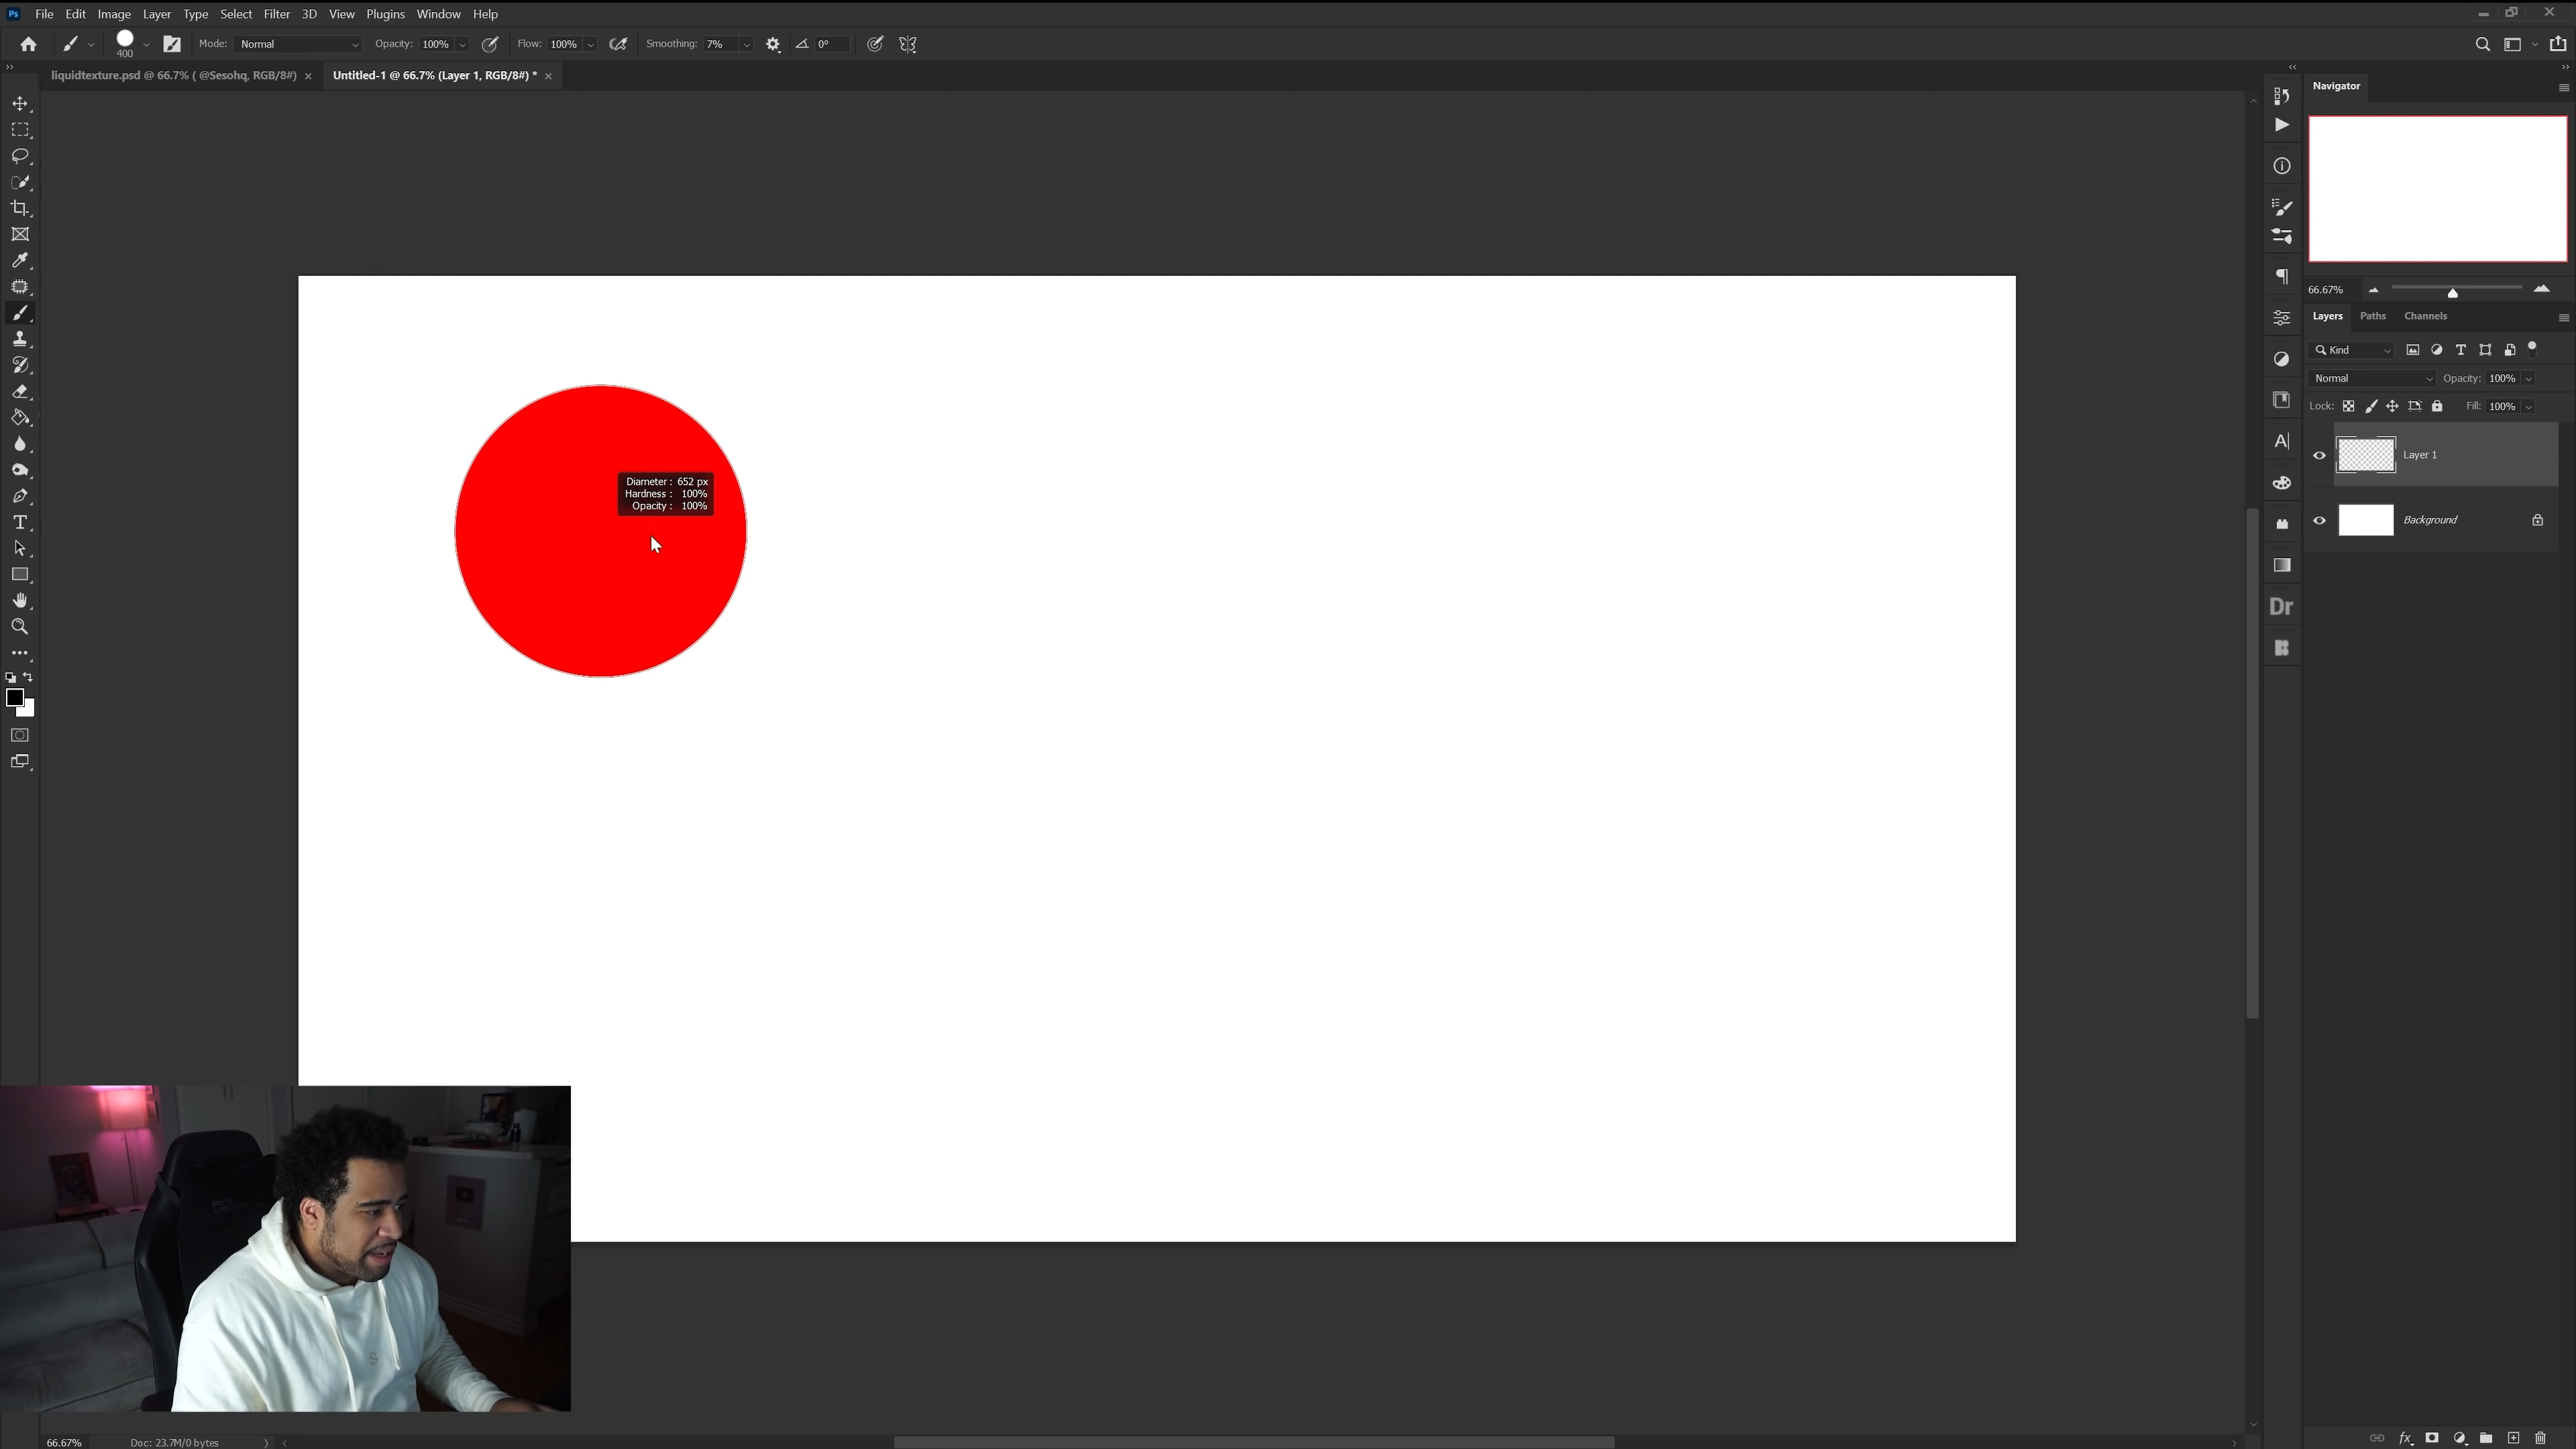 Ps File Edit Image Layer Type Select Filter 3D View Plugins Window Help
400 Mode: Normal Opacity: 100% Flow: 100% Smoothing: 7% 0°
liquidtexture.psd @ 66.7% ( @Sesohq, RGB/8#) × Untitled-1 @ 66.7% (Layer 1, RGB/8#) * ×
Navigator
66.67%
Layers Paths Channels
Kind
Normal Opacity: 100%
Lock: Fill: 100%
Layer 1
Background
Diameter : 652 px
Hardness : 100%
Opacity : 100%
Dr
66.67% Doc: 23.7M/0 bytes
fx